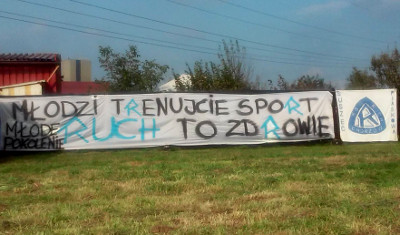 MŁODZI TRENUJCIE SPORT
MŁODE
POKOLENIE
RUCH TO ZDROWIE